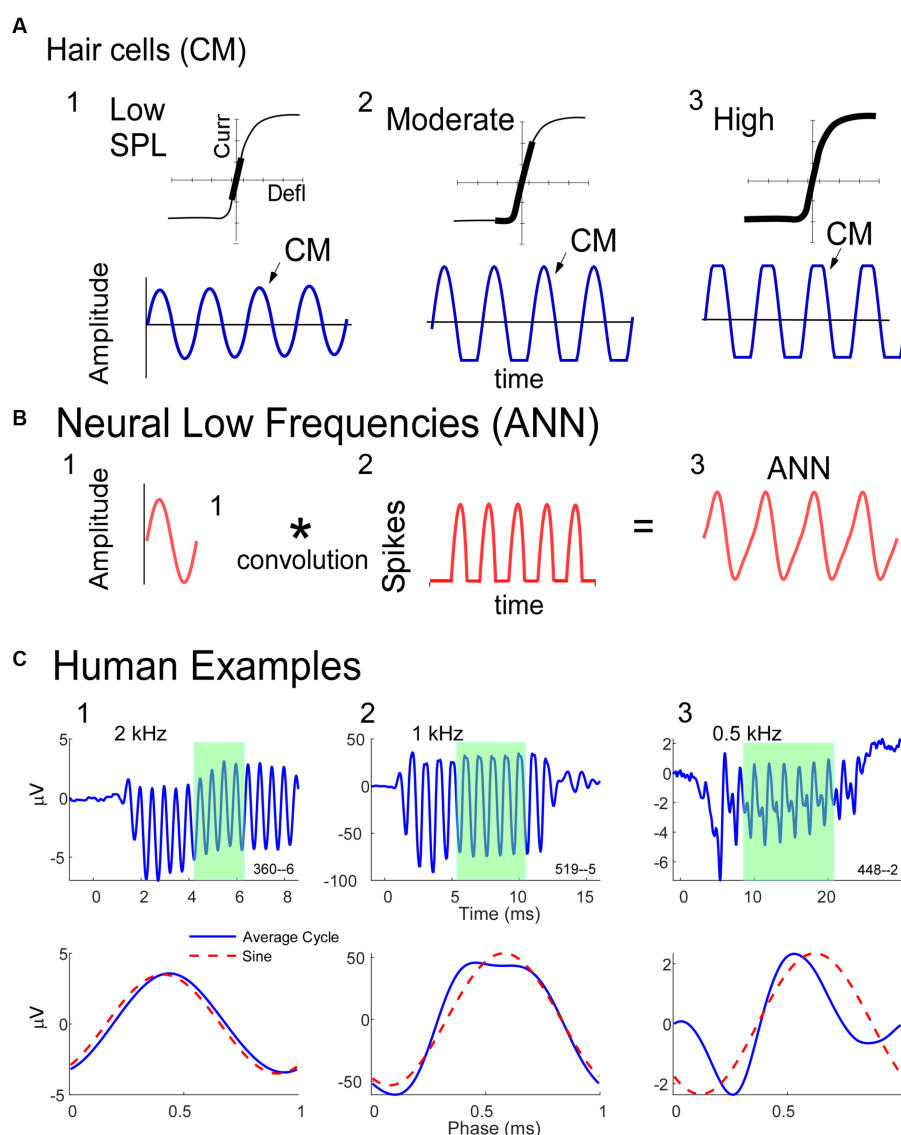 A
Hair cells (CM)
1
Low
SPL
Curr
Defl
2
Moderate
3
High
Amplitude
CM
CM
time
CM
B
Neural Low Frequencies (ANN)
1
Amplitude
1
*
convolution
2
Spikes
time
=
3
ANN
C
Human Examples
1
2 kHz
μV
5
0
-5
0 2 4 6 8
360--6
2
1 kHz
50
0
-50
-100
0 5 10 15
519--5
Time (ms)
3
0.5 kHz
2
0
-2
-4
-6
0 10 20
448--2
Average Cycle
Sine
μV
5
0
-5
0 0.5 1
50
0
-50
0 0.5 1
Phase (ms)
2
0
-2
0 0.5